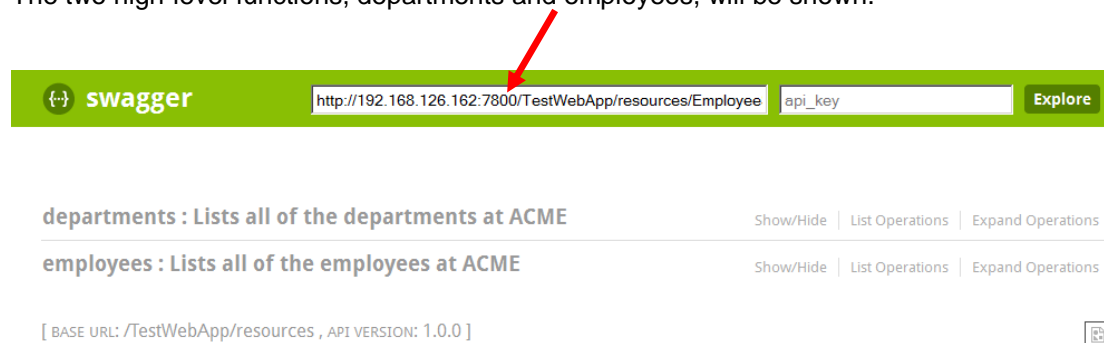 The two high-level functions, departments and employees, will be shown.
swagger http://192.168.126.162:7800/TestWebApp/resources/Employee api_key Explore
departments : Lists all of the departments at ACME Show/Hide List Operations Expand Operations
employees : Lists all of the employees at ACME Show/Hide List Operations Expand Operations
[ BASE URL: /TestWebApp/resources , API VERSION: 1.0.0 ]